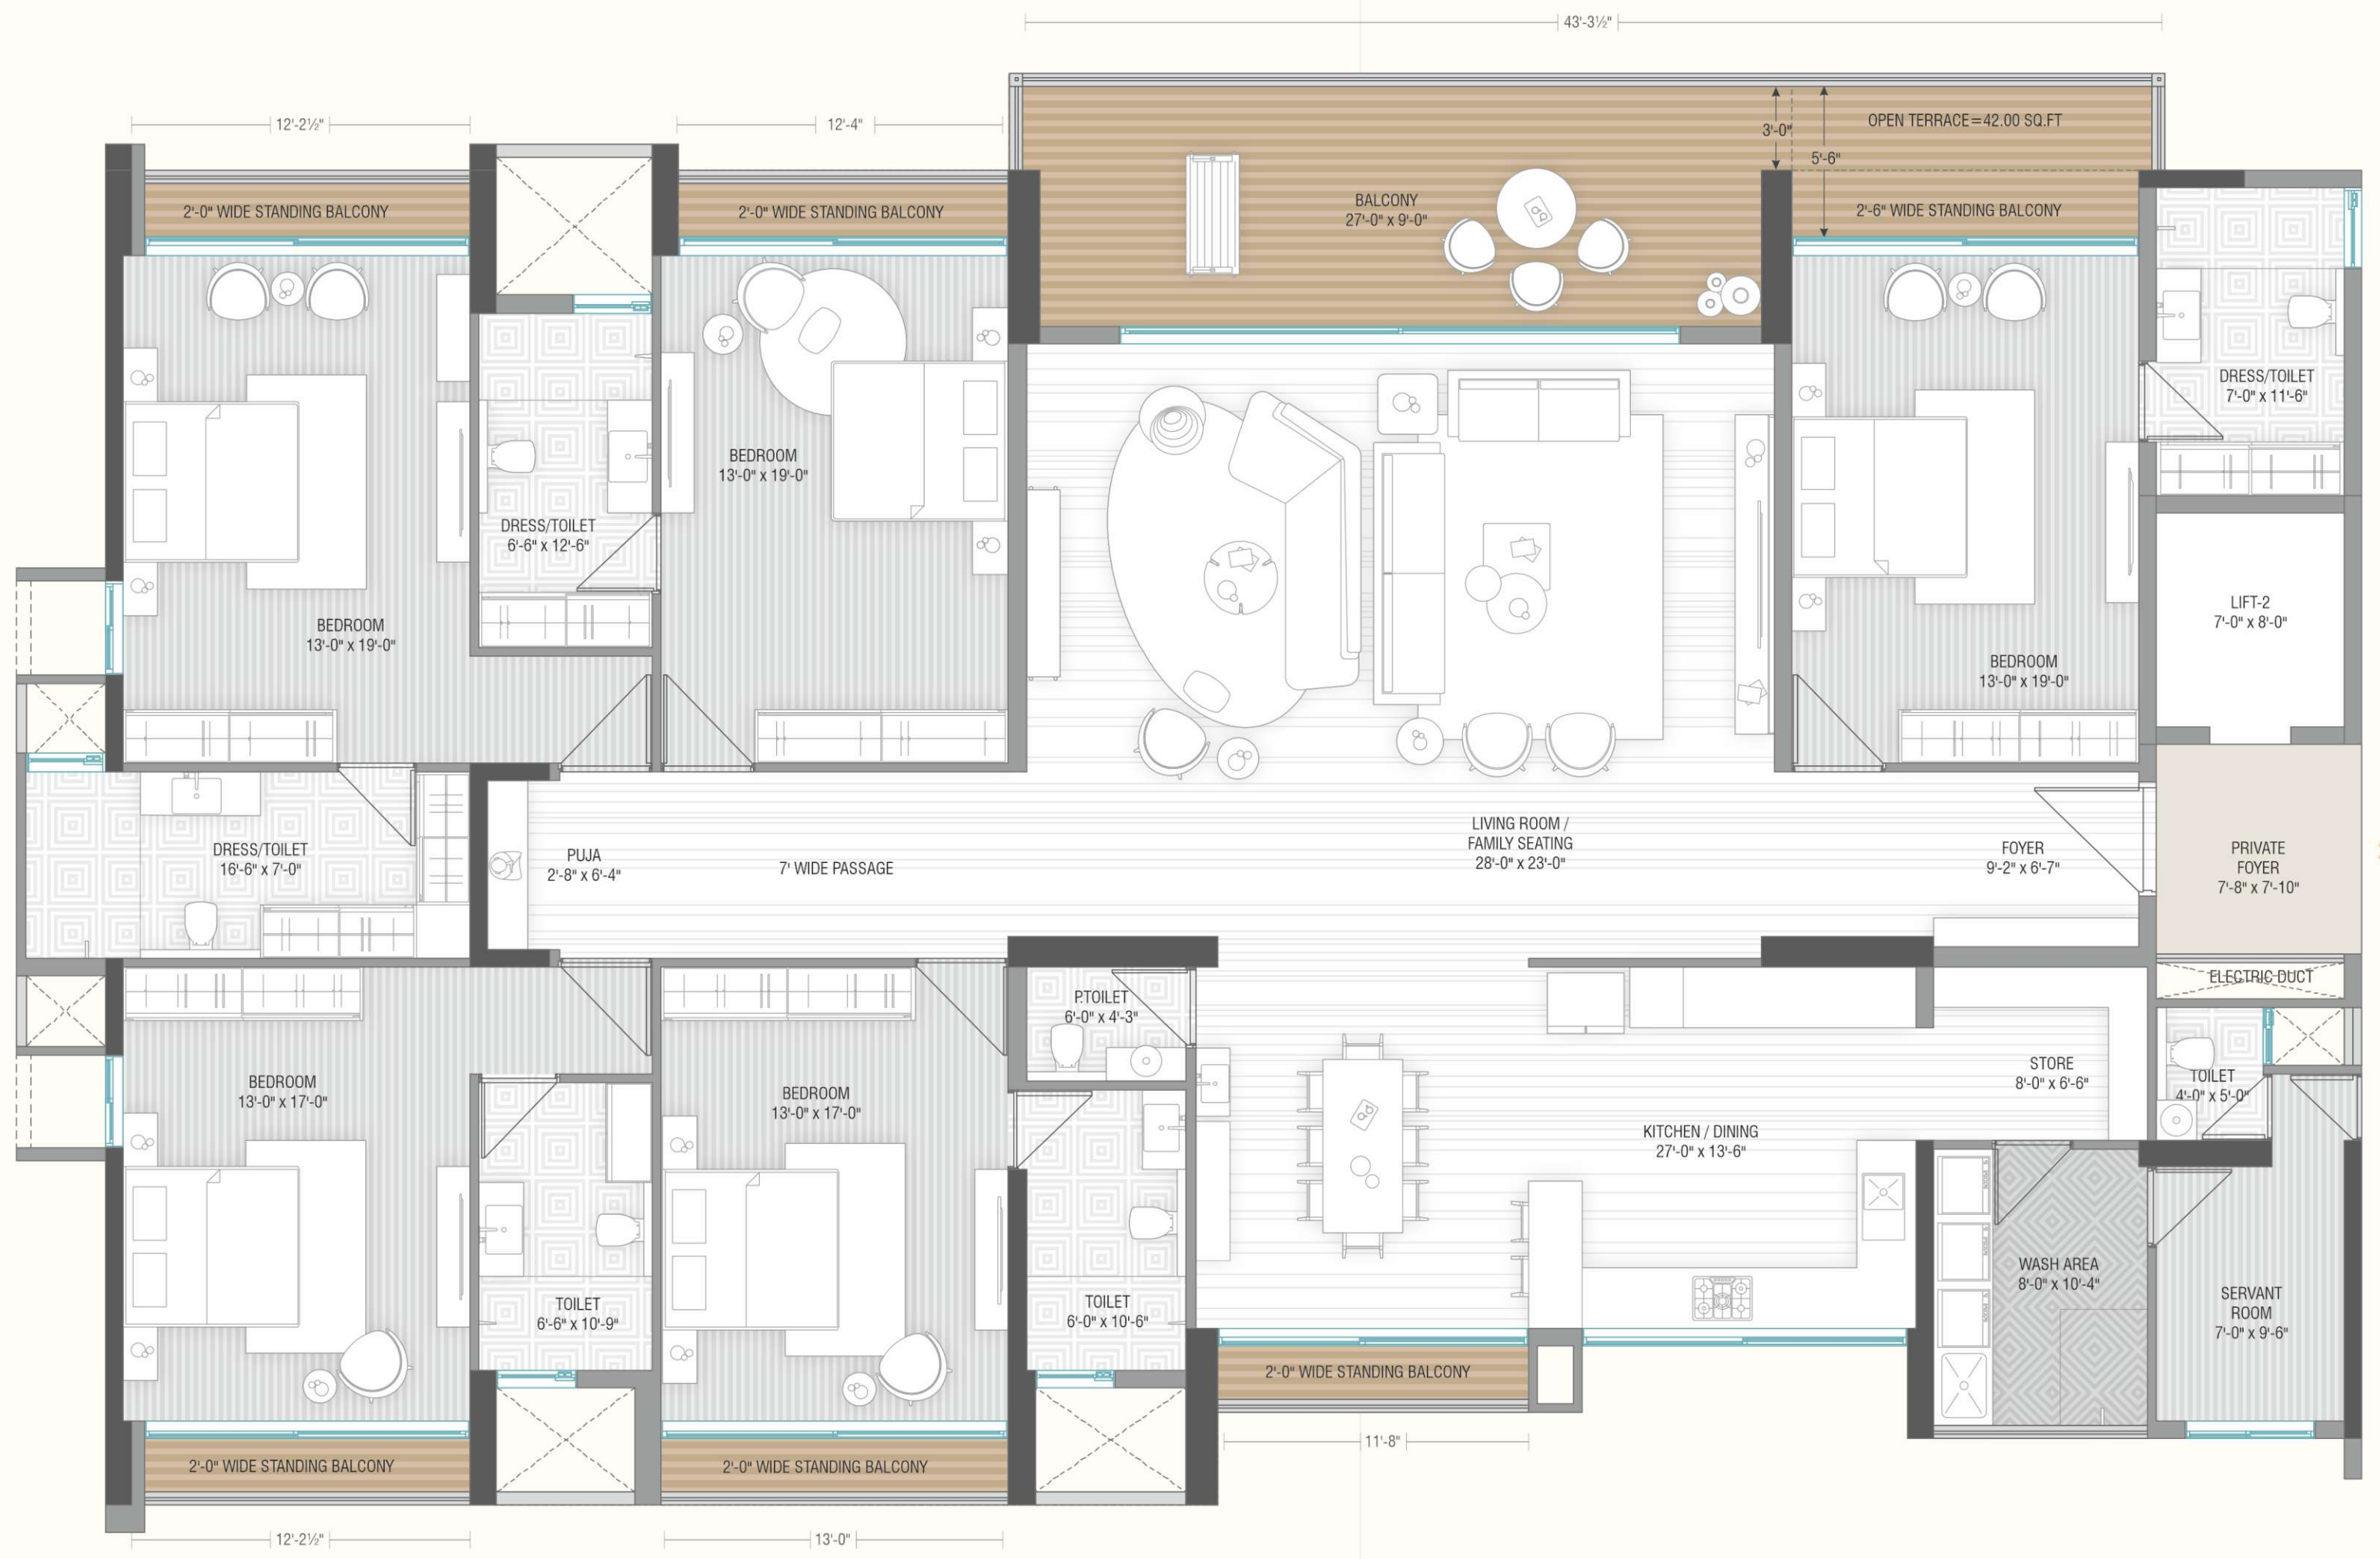 43'-3½"
12'-2½"
12'-4"
3'-0"
OPEN TERRACE=42.00 SQ.FT
5'-6"
2'-0" WIDE STANDING BALCONY
2'-0" WIDE STANDING BALCONY
BALCONY
27'-0" x 9'-0"
2'-6" WIDE STANDING BALCONY
DRESS/TOILET
7'-0" x 11'-6"
BEDROOM
13'-0" x 19'-0"
DRESS/TOILET
6'-6" x 12'-6"
BEDROOM
13'-0" x 19'-0"
LIFT-2
7'-0" x 8'-0"
BEDROOM
13'-0" x 19'-0"
DRESS/TOILET
16'-6" x 7'-0"
PUJA
2'-8" x 6'-4"
7' WIDE PASSAGE
LIVING ROOM /
FAMILY SEATING
28'-0" x 23'-0"
FOYER
9'-2" x 6'-7"
PRIVATE
FOYER
7'-8" x 7'-10"
ELECTRIC DUCT
P.TOILET
6'-0" x 4'-3"
BEDROOM
13'-0" x 17'-0"
BEDROOM
13'-0" x 17'-0"
STORE
8'-0" x 6'-6"
TOILET
4'-0" x 5'-0"
KITCHEN / DINING
27'-0" x 13'-6"
WASH AREA
8'-0" x 10'-4"
SERVANT
ROOM
7'-0" x 9'-6"
TOILET
6'-6" x 10'-9"
TOILET
6'-0" x 10'-6"
2'-0" WIDE STANDING BALCONY
11'-8"
2'-0" WIDE STANDING BALCONY
2'-0" WIDE STANDING BALCONY
12'-2½"
13'-0"